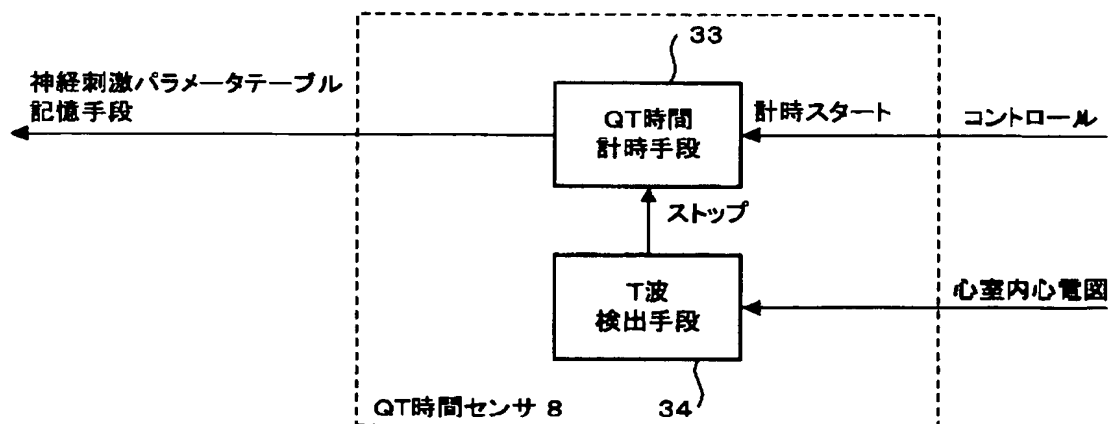 33
神経刺激パラメータテーブル
記憶手段
QT時間
計時手段
計時スタート
コントロール
ストップ
T波
検出手段
心室内心電図
QT時間センサ 8
34